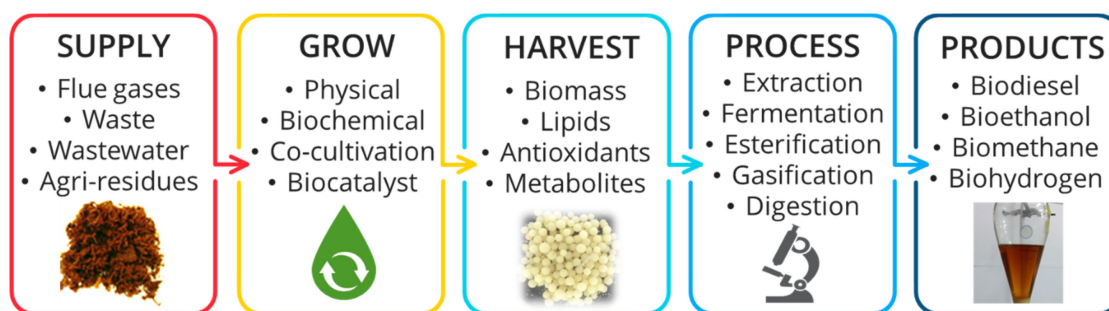 SUPPLY
• Flue gases
• Waste
• Wastewater
• Agri-residues
GROW
• Physical
• Biochemical
• Co-cultivation
• Biocatalyst
HARVEST
• Biomass
• Lipids
• Antioxidants
• Metabolites
PROCESS
• Extraction
• Fermentation
• Esterification
• Gasification
• Digestion
PRODUCTS
• Biodiesel
• Bioethanol
• Biomethane
• Biohydrogen